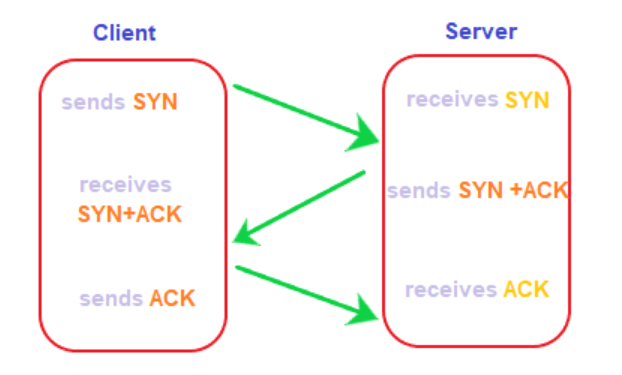 Client
Server
sends SYN
receives SYN
receives
SYN+ACK
sends SYN +ACK
sends ACK
receives ACK